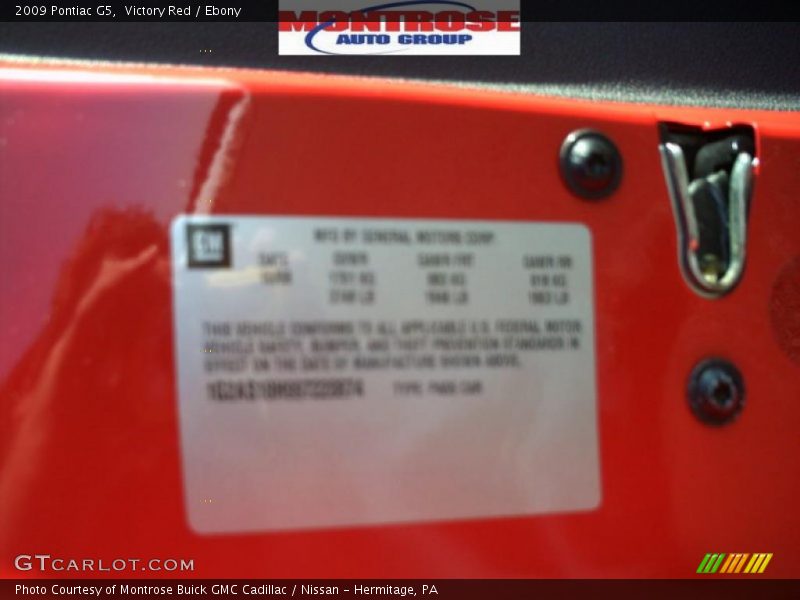 2009 Pontiac G5, Victory Red / Ebony
MONTROSE
AUTO GROUP
GM
MFD BY GENERAL MOTORS CORP
DATE GVWR GAWR FRT GAWR RR
THIS VEHICLE CONFORMS TO ALL APPLICABLE U.S. FEDERAL MOTOR
VEHICLE SAFETY, BUMPER, AND THEFT PREVENTION STANDARDS IN
EFFECT ON THE DATE OF MANUFACTURE SHOWN ABOVE.
TYPE: PASS CAR
GTCARLOT.COM
Photo Courtesy of Montrose Buick GMC Cadillac / Nissan - Hermitage, PA